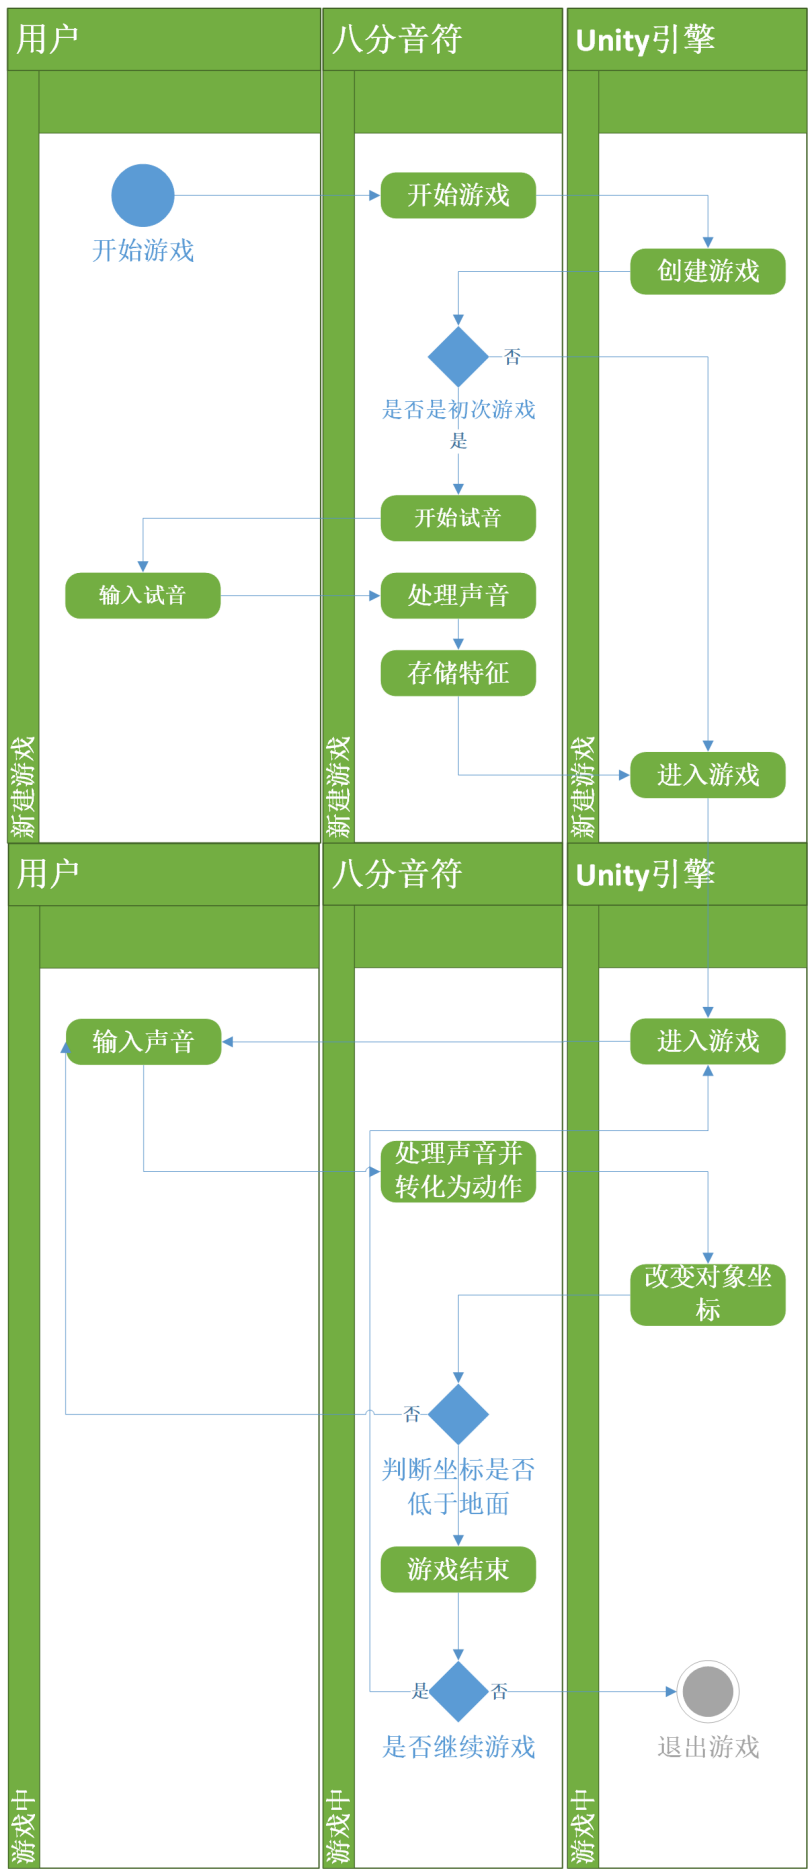 用户
八分音符
Unity引擎
开始游戏
开始游戏
创建游戏
否
是否是初次游戏
是
开始试音
输入试音
处理声音
存储特征
进入游戏
新建游戏
新建游戏
新建游戏
用户
八分音符
Unity引擎
输入声音
进入游戏
处理声音并
转化为动作
改变对象坐
标
否
判断坐标是否
低于地面
游戏结束
是
否
是否继续游戏
退出游戏
游戏中
游戏中
游戏中